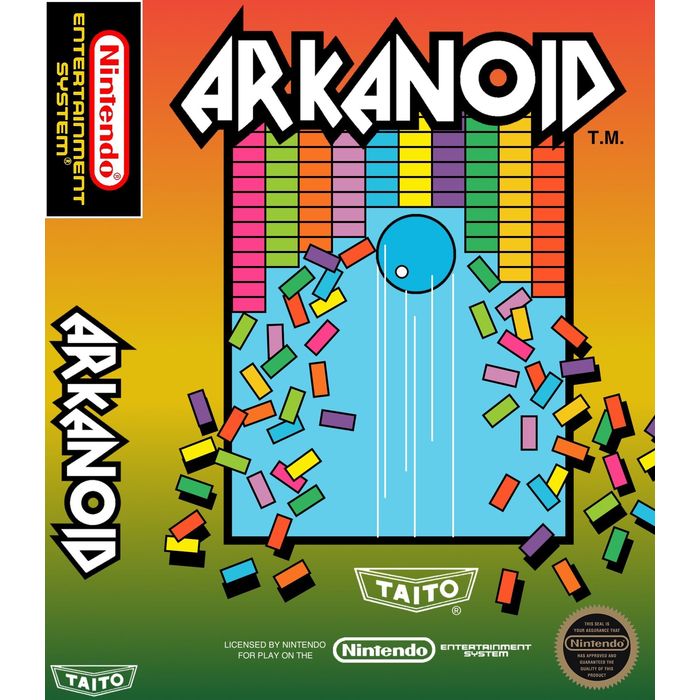 Nintendo®
ENTERTAINMENT
SYSTEM®
ARKANOID
TAITO
ARKANOID
T.M.
TAITO
®
LICENSED BY NINTENDO
FOR PLAY ON THE
Nintendo
ENTERTAINMENT
SYSTEM
THIS SEAL IS
YOUR ASSURANCE THAT
Nintendo
HAS APPROVED AND
GUARANTEED THE
QUALITY OF THIS
PRODUCT